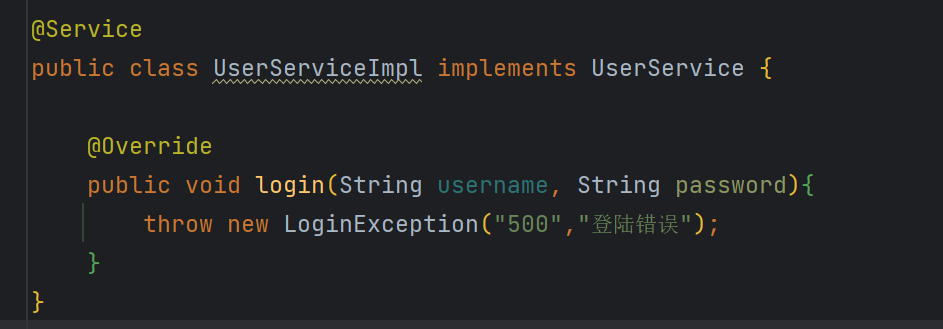 @Service
public class UserServiceImpl implements UserService {
@Override
public void login(String username, String password){
throw new LoginException("500","登陆错误");
}
}